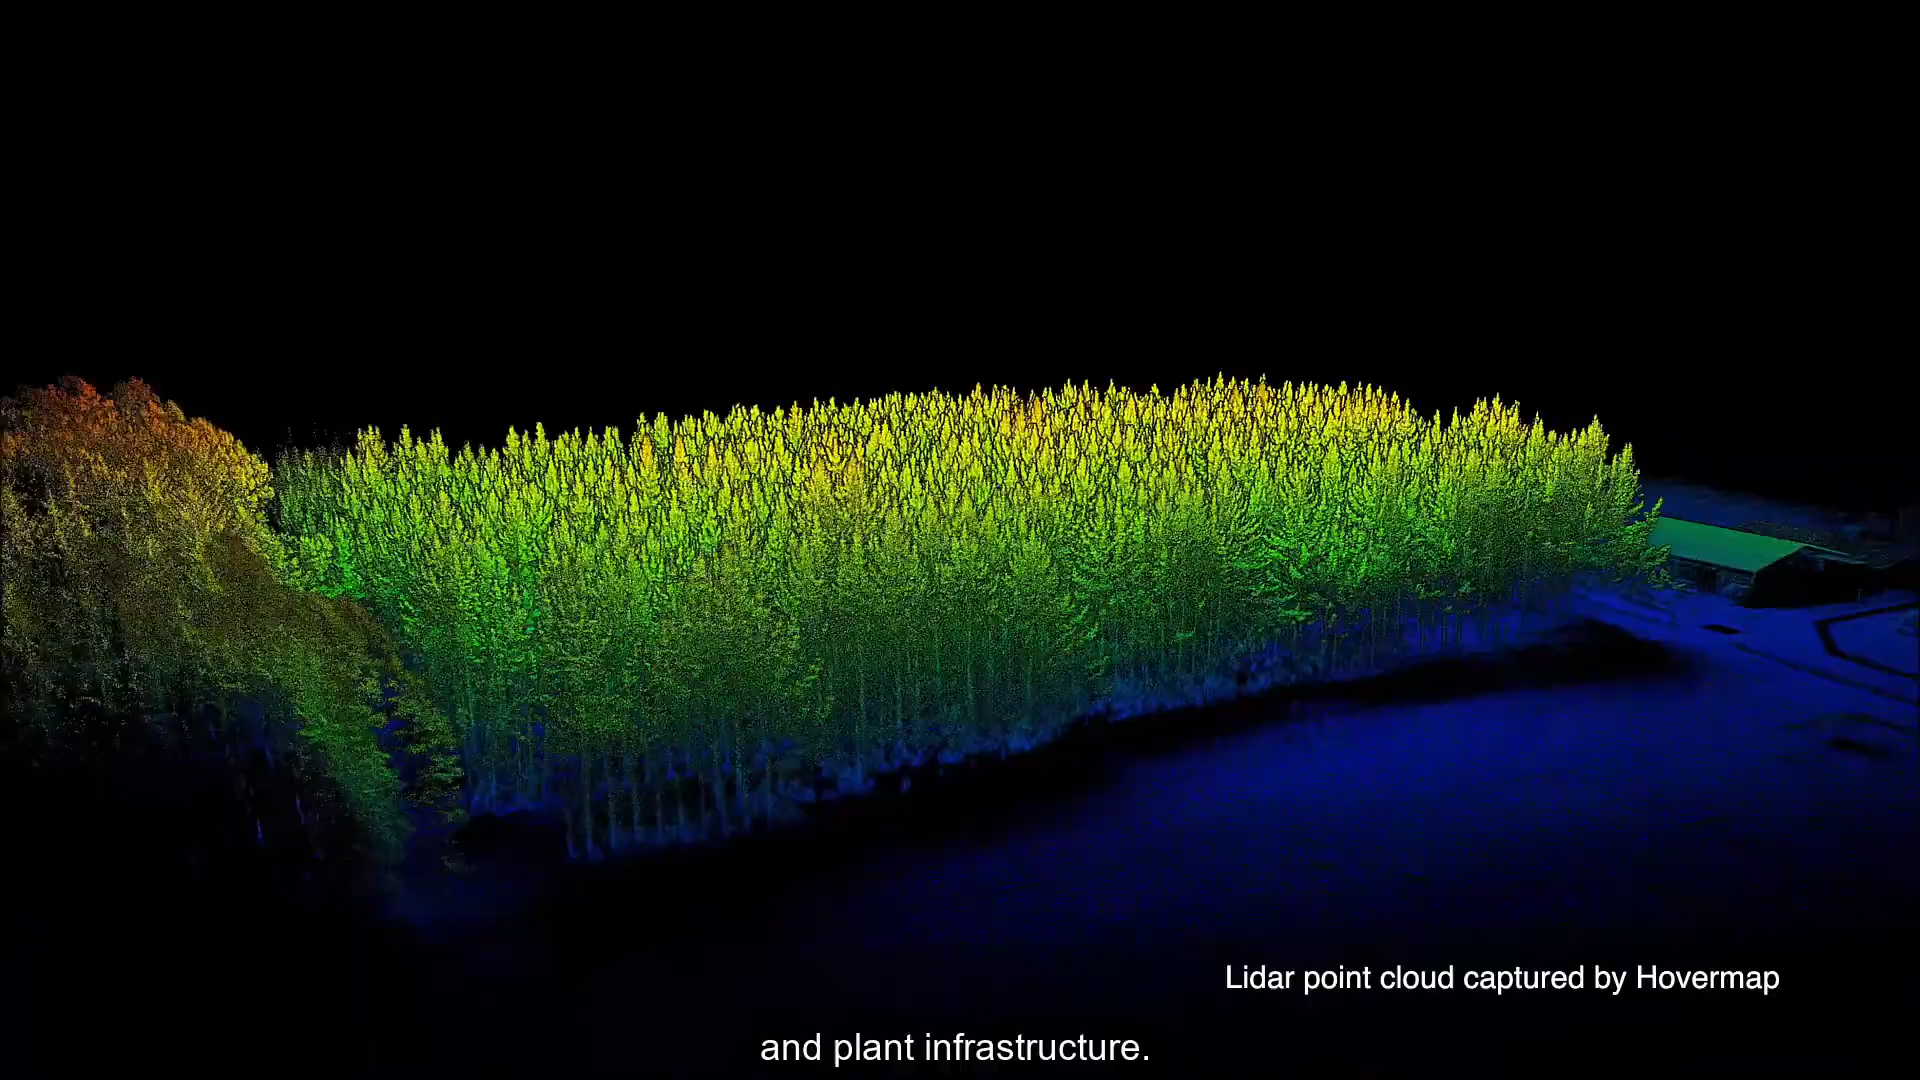 Lidar point cloud captured by Hovermap
and plant infrastructure.